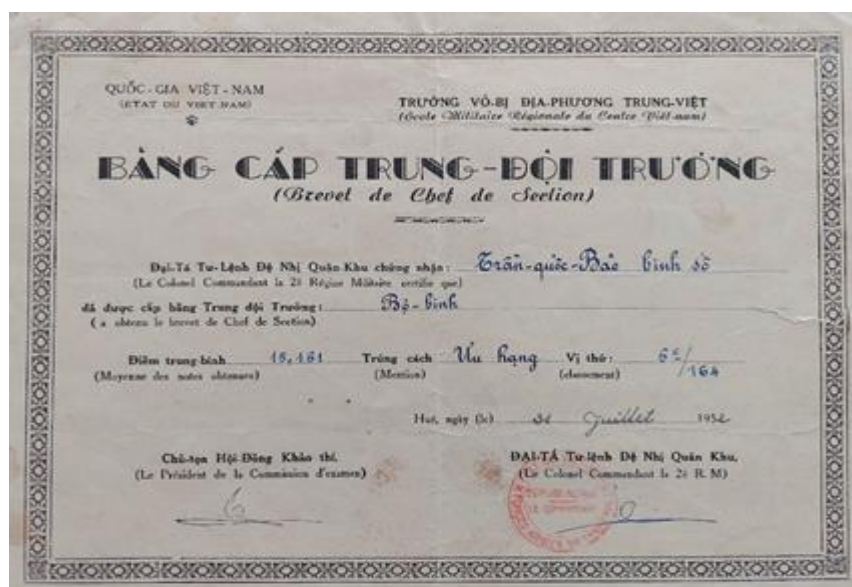 QUỐC-GIA VIỆT-NAM
(ETAT DU VIET NAM)
TRƯỜNG VÕ-BỊ ĐỊA-PHƯƠNG TRUNG-VIỆT
(École Militaire Régionale du Centre Việt-nam)
BẰNG CẤP TRUNG-ĐỘI TRƯỞNG
(Brevet de Chef de Section)
Đại-Tá Tư-Lệnh Đệ Nhị Quân Khu chứng nhận: Trần-quốc-Bảo binh số
(Le Colonel Commandant la 2è Région Militaire certifie que)
đã được cấp bằng Trung đội Trưởng: Bộ-binh
(a obtenu le brevet de Chef de Section)
Điểm trung-bình 15,161 Trúng cách Ưu hạng Vị thứ: 6è/164
(Moyenne des notes obtenues) (Mention) (classement)
Huế, ngày (le) Juillet 1952
Chủ-tọa Hội-Đồng Khảo thí. ĐẠI-TÁ Tư-lệnh Đệ Nhị Quân Khu.
(Le Président de la Commission d'examen) (Le Colonel Commandant la 2è R. M)